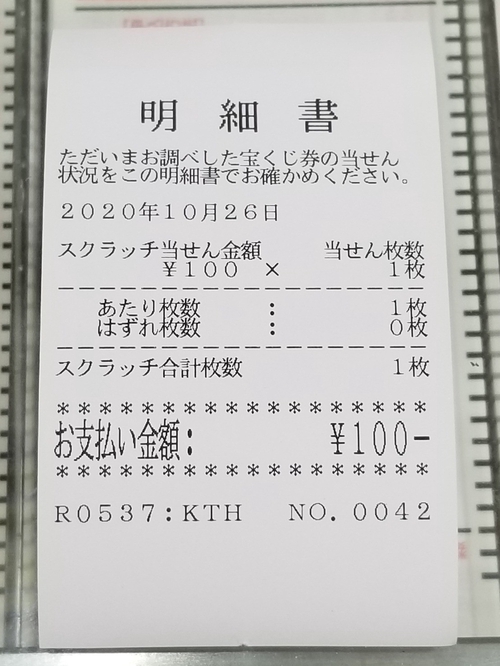 明 細 書
ただいまお調べした宝くじ券の当せん
状況をこの明細書でお確かめください。
２０２０年１０月２６日
スクラッチ当せん金額 当せん枚数
￥１００ × １枚
あたり枚数 ： １枚
はずれ枚数 ： ０枚
スクラッチ合計枚数 １枚
＊＊＊＊＊＊＊＊＊＊＊＊＊＊＊＊＊＊
お支払い金額： ￥１００−
＊＊＊＊＊＊＊＊＊＊＊＊＊＊＊＊＊＊
Ｒ０５３７：ＫＴＨ ＮＯ．００４２